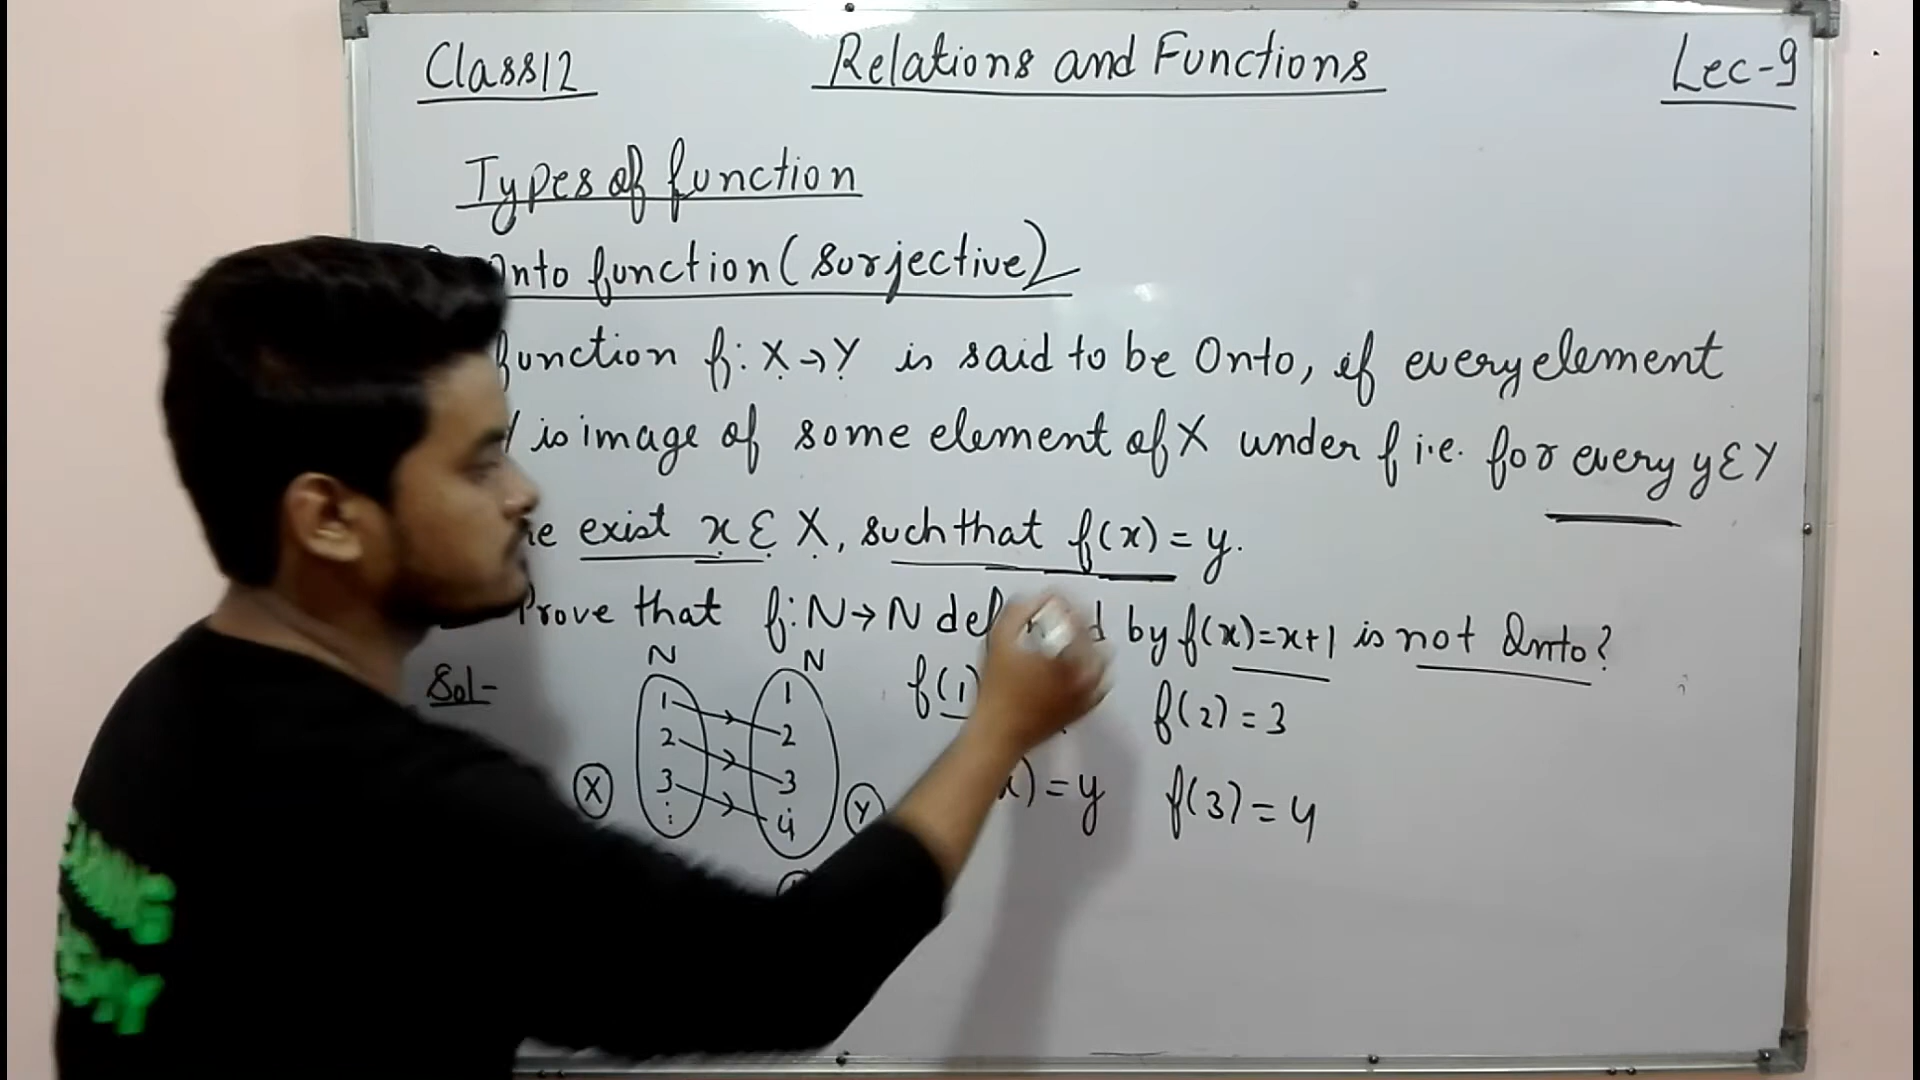 Class12 Relations and Functions Lec-9
Types of function
Onto function (Surjective)
function f: X→Y is said to be Onto, if every element
is image of some element of X under f i.e. for every y Ɛ Y
exist x Ɛ X, such that f(x) = y.
Prove that f: N→N by f(x)=x+1 is not Onto?
Sol- N N
1 1 f(1) f(2) = 3
2 2
X 3 3 Y = y f(3) = 4
⋮ 4